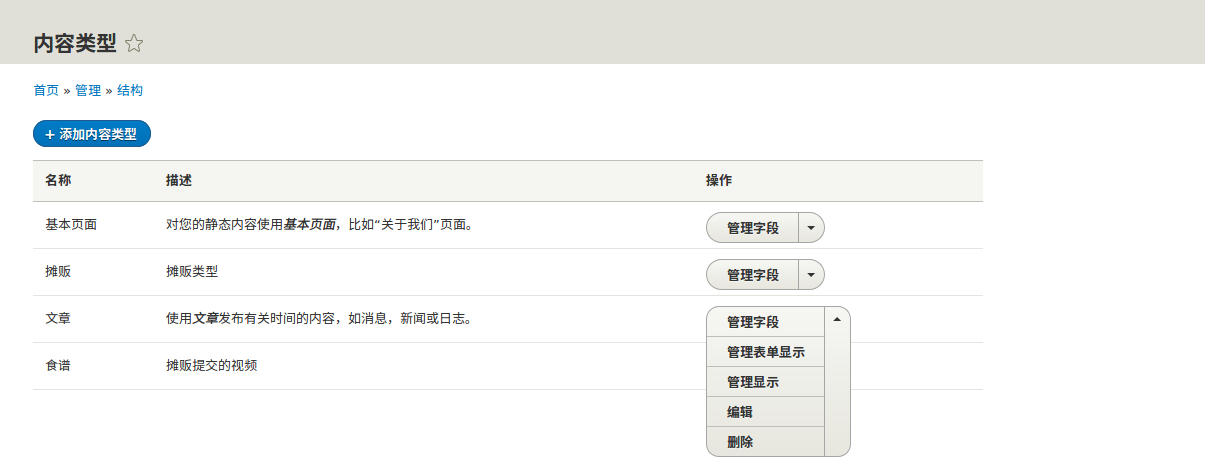 内容类型
首页 » 管理 » 结构
+ 添加内容类型
名称 描述 操作
基本页面 对您的静态内容使用基本页面，比如“关于我们”页面。 管理字段
摊贩 摊贩类型 管理字段
文章 使用文章发布有关时间的内容，如消息，新闻或日志。 管理字段
管理表单显示
食谱 摊贩提交的视频
管理显示
编辑
删除